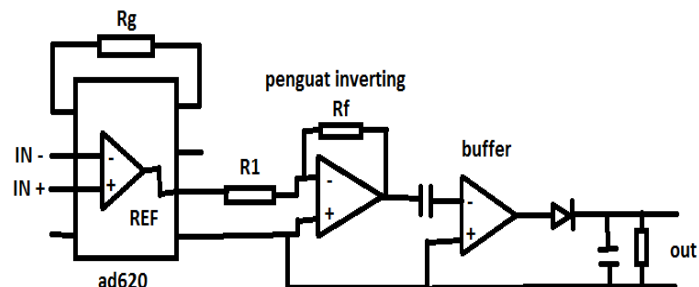 Rg
penguat inverting
Rf
buffer
IN -
IN +
-
+
REF
R1
-
+
-
+
out
ad620